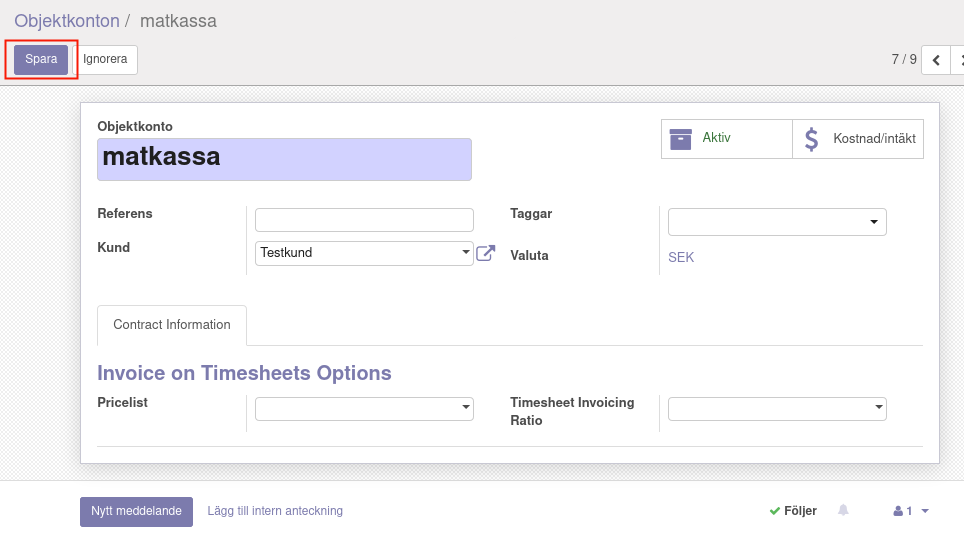 Objektkonton / matkassa
Spara Ignorera 7 / 9
Objektkonto
matkassa
Aktiv
Kostnad/intäkt
Referens
Taggar
Kund Testkund
Valuta SEK
Contract Information
Invoice on Timesheets Options
Pricelist
Timesheet Invoicing
Ratio
Nytt meddelande Lägg till intern anteckning Följer 1